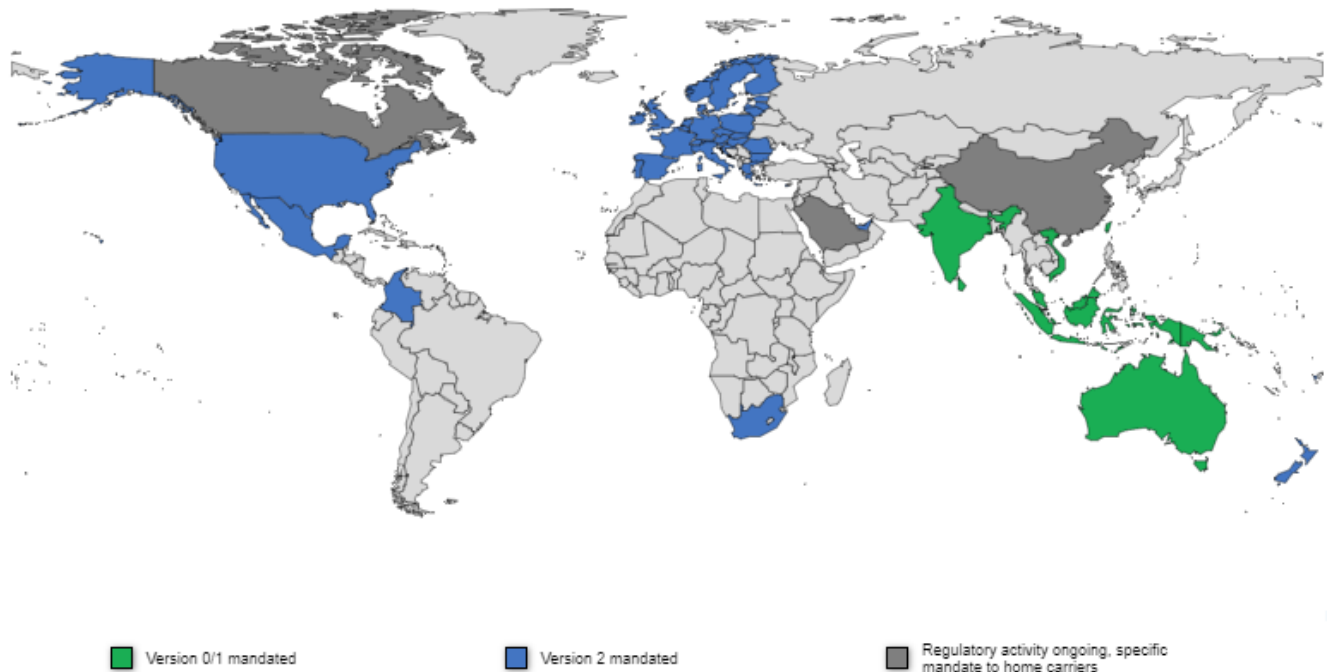 Version 0/1 mandated
Version 2 mandated
Regulatory activity ongoing, specific
mandate to home carriers